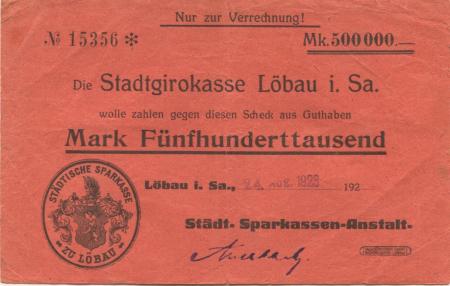 Nur zur Verrechnung!
№ 15356 * Mk. 500 000.—
Die Stadtgirokasse Löbau i. Sa.
wolle zahlen gegen diesen Scheck aus Guthaben
Mark Fünfhunderttausend
Löbau i. Sa., 1923 192
Städt. Sparkassen-Anstalt.
STÄDTISCHE SPARKASSE
* ZU LÖBAU *